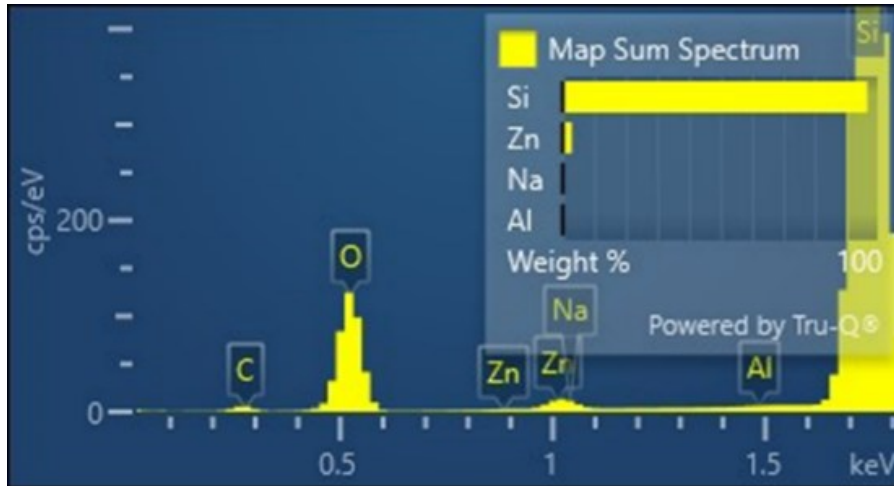 Si
Map Sum Spectrum
Si
Zn
Na
Al
Weight % 100
Powered by Tru-Q®
cps/eV
200
0
C
O
Zn
Zn
Na
Al
0.5
1
1.5
keV